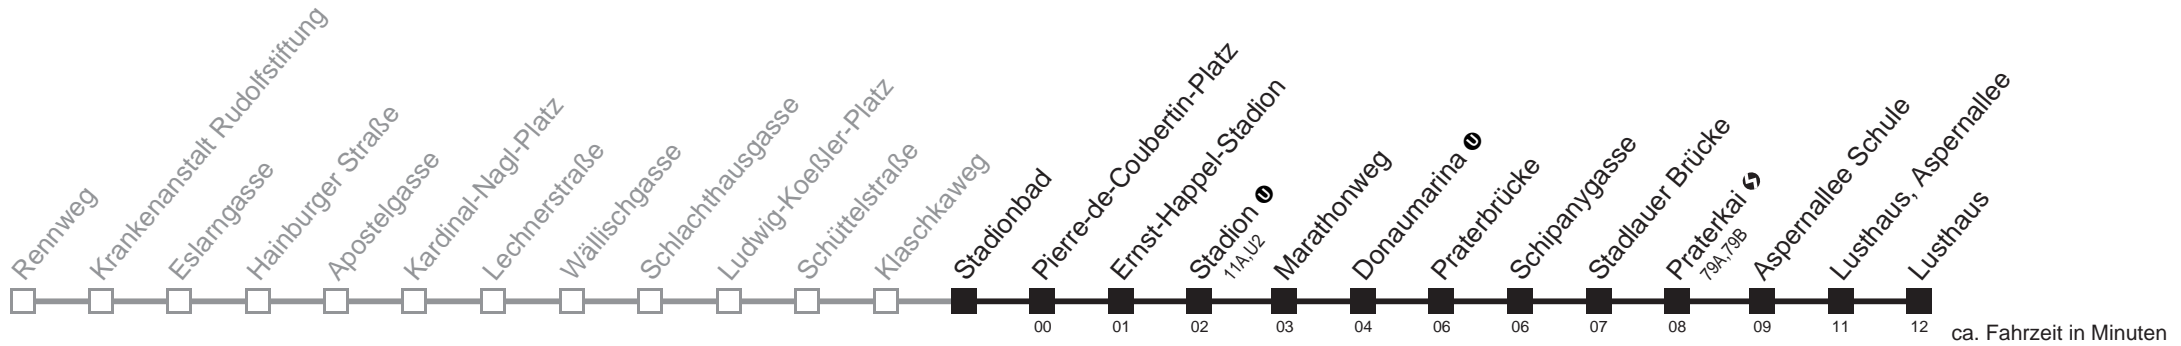 Rennweg
Krankenanstalt Rudolfstiftung
Eslarngasse
Hainburger Straße
Apostelgasse
Kardinal-Nagl-Platz
Lechnerstraße
Wällischgasse
Schlachthausgasse
Ludwig-Koeßler-Platz
Schüttelstraße
Klaschkaweg
Stadionbad
Pierre-de-Coubertin-Platz
Ernst-Happel-Stadion
Stadion U
11A,U2
Marathonweg
Donaumarina U
Praterbrücke
Schipanygasse
Stadlauer Brücke
Praterkai S
79A,79B
Aspernallee Schule
Lusthaus, Aspernallee
Lusthaus
00 01 02 03 04 06 06 07 08 09 11 12 ca. Fahrzeit in Minuten